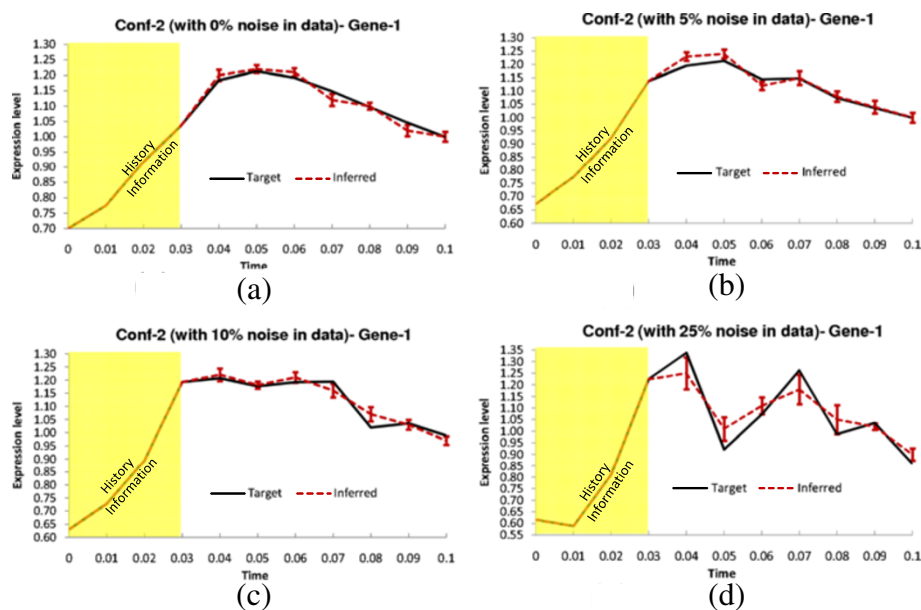 Conf-2 (with 0% noise in data)- Gene-1
1.30
1.20
1.10
1.00
0.95
0.90
0.85
0.80
0.75
0.70
Expression level
History
Information
Target
Inferred
0 0.01 0.02 0.03 0.04 0.05 0.06 0.07 0.08 0.09 0.1
Time
(a)
Conf-2 (with 5% noise in data)- Gene-1
1.30
1.20
1.15
1.10
1.05
1.00
0.95
0.90
0.85
0.80
0.75
0.70
0.65
0.60
Expression level
History
Information
Target
Inferred
0 0.01 0.02 0.03 0.04 0.05 0.06 0.07 0.08 0.09 0.1
Time
(b)
Conf-2 (with 10% noise in data)- Gene-1
1.30
1.20
1.10
1.05
1.00
0.95
0.90
0.85
0.80
0.75
0.70
0.65
0.60
Expression level
History
Information
Target
Inferred
0 0.01 0.02 0.03 0.04 0.05 0.06 0.07 0.08 0.09 0.1
Time
(c)
Conf-2 (with 25% noise in data)- Gene-1
1.35
1.30
1.25
1.20
1.15
1.10
1.05
1.00
0.95
0.90
0.85
0.80
0.75
0.70
0.65
0.60
0.55
Expression level
History
Information
Target
Inferred
0 0.01 0.02 0.03 0.04 0.05 0.06 0.07 0.08 0.09 0.1
Time
(d)